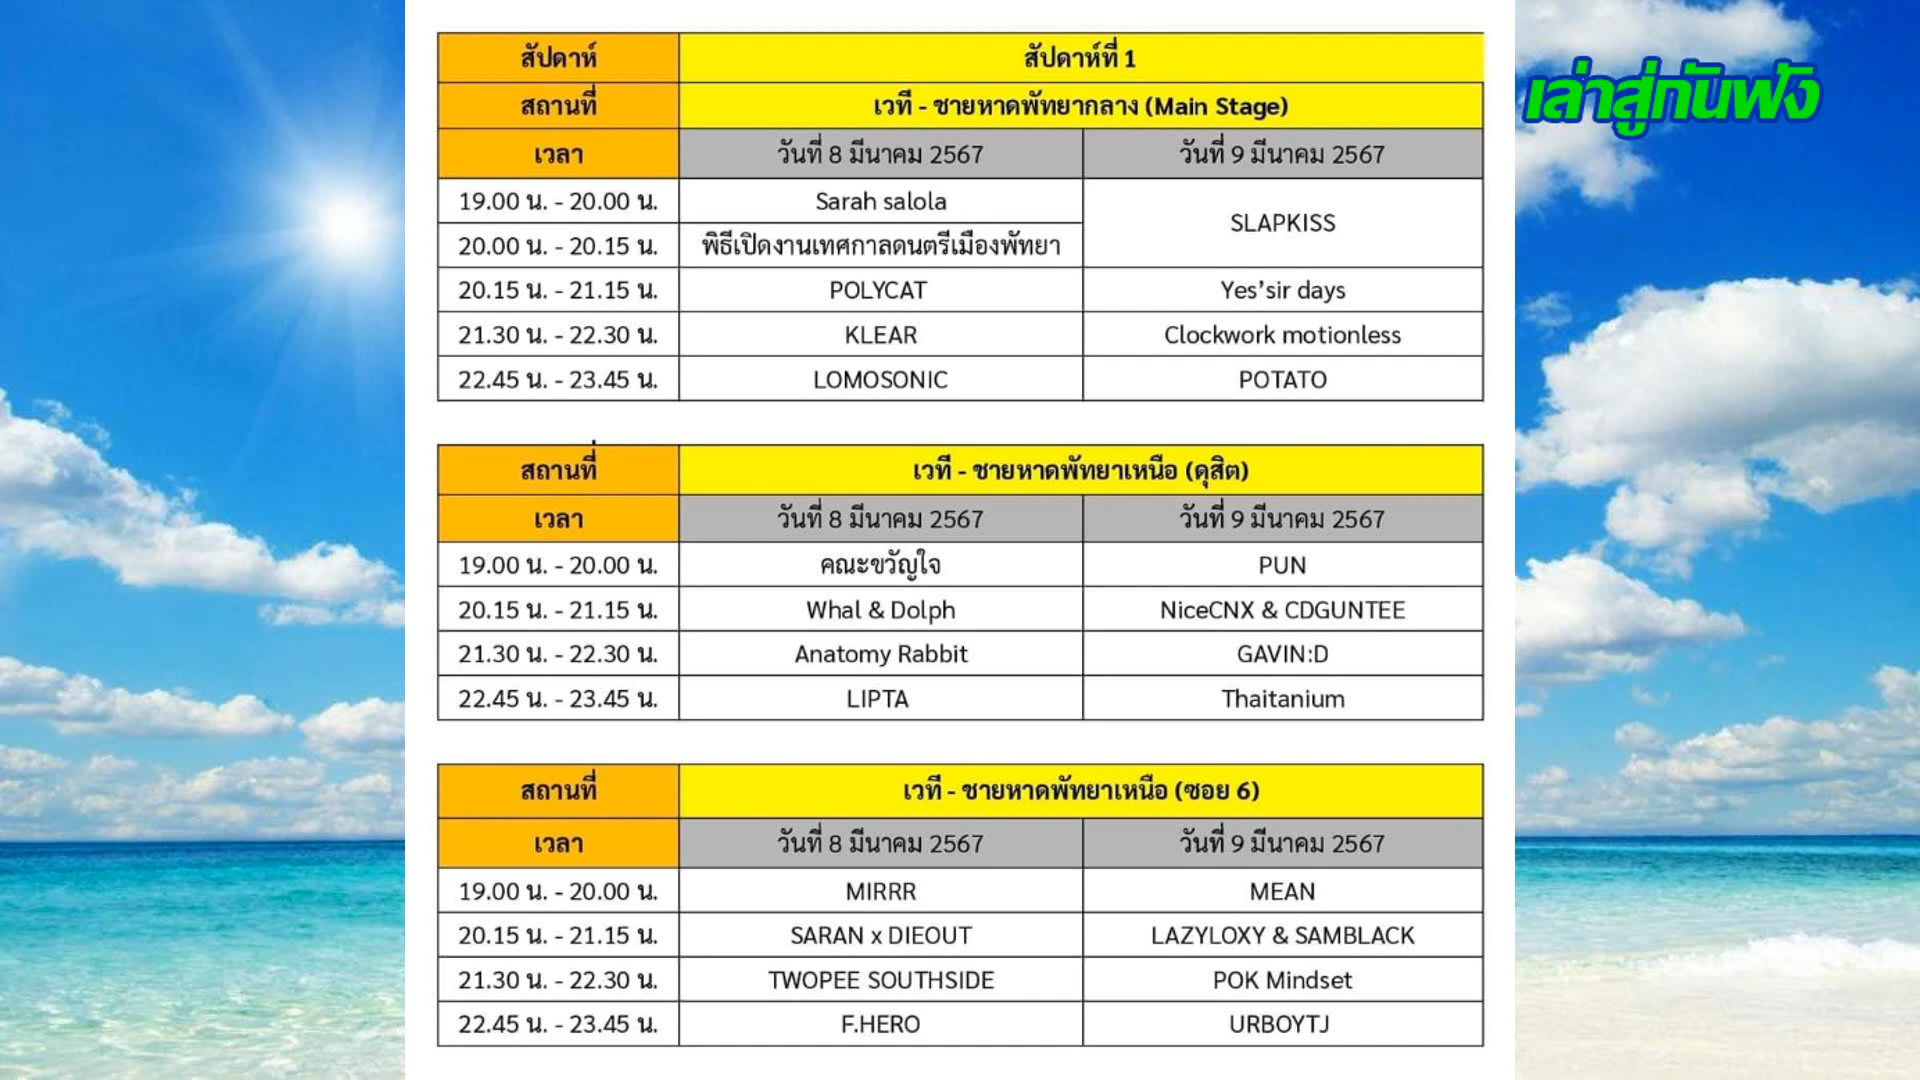 เล่าสู่กันฟัง
สัปดาห์ สัปดาห์ที่ 1
สถานที่ เวที - ชายหาดพัทยากลาง (Main Stage)
เวลา วันที่ 8 มีนาคม 2567 วันที่ 9 มีนาคม 2567
19.00 น. - 20.00 น. Sarah salola SLAPKISS
20.00 น. - 20.15 น. พิธีเปิดงานเทศกาลดนตรีเมืองพัทยา
20.15 น. - 21.15 น. POLYCAT Yes’sir days
21.30 น. - 22.30 น. KLEAR Clockwork motionless
22.45 น. - 23.45 น. LOMOSONIC POTATO
สถานที่ เวที - ชายหาดพัทยาเหนือ (ดุสิต)
เวลา วันที่ 8 มีนาคม 2567 วันที่ 9 มีนาคม 2567
19.00 น. - 20.00 น. คณะขวัญใจ PUN
20.15 น. - 21.15 น. Whal & Dolph NiceCNX & CDGUNTEE
21.30 น. - 22.30 น. Anatomy Rabbit GAVIN:D
22.45 น. - 23.45 น. LIPTA Thaitanium
สถานที่ เวที - ชายหาดพัทยาเหนือ (ซอย 6)
เวลา วันที่ 8 มีนาคม 2567 วันที่ 9 มีนาคม 2567
19.00 น. - 20.00 น. MIRRR MEAN
20.15 น. - 21.15 น. SARAN x DIEOUT LAZYLOXY & SAMBLACK
21.30 น. - 22.30 น. TWOPEE SOUTHSIDE POK Mindset
22.45 น. - 23.45 น. F.HERO URBOYTJ